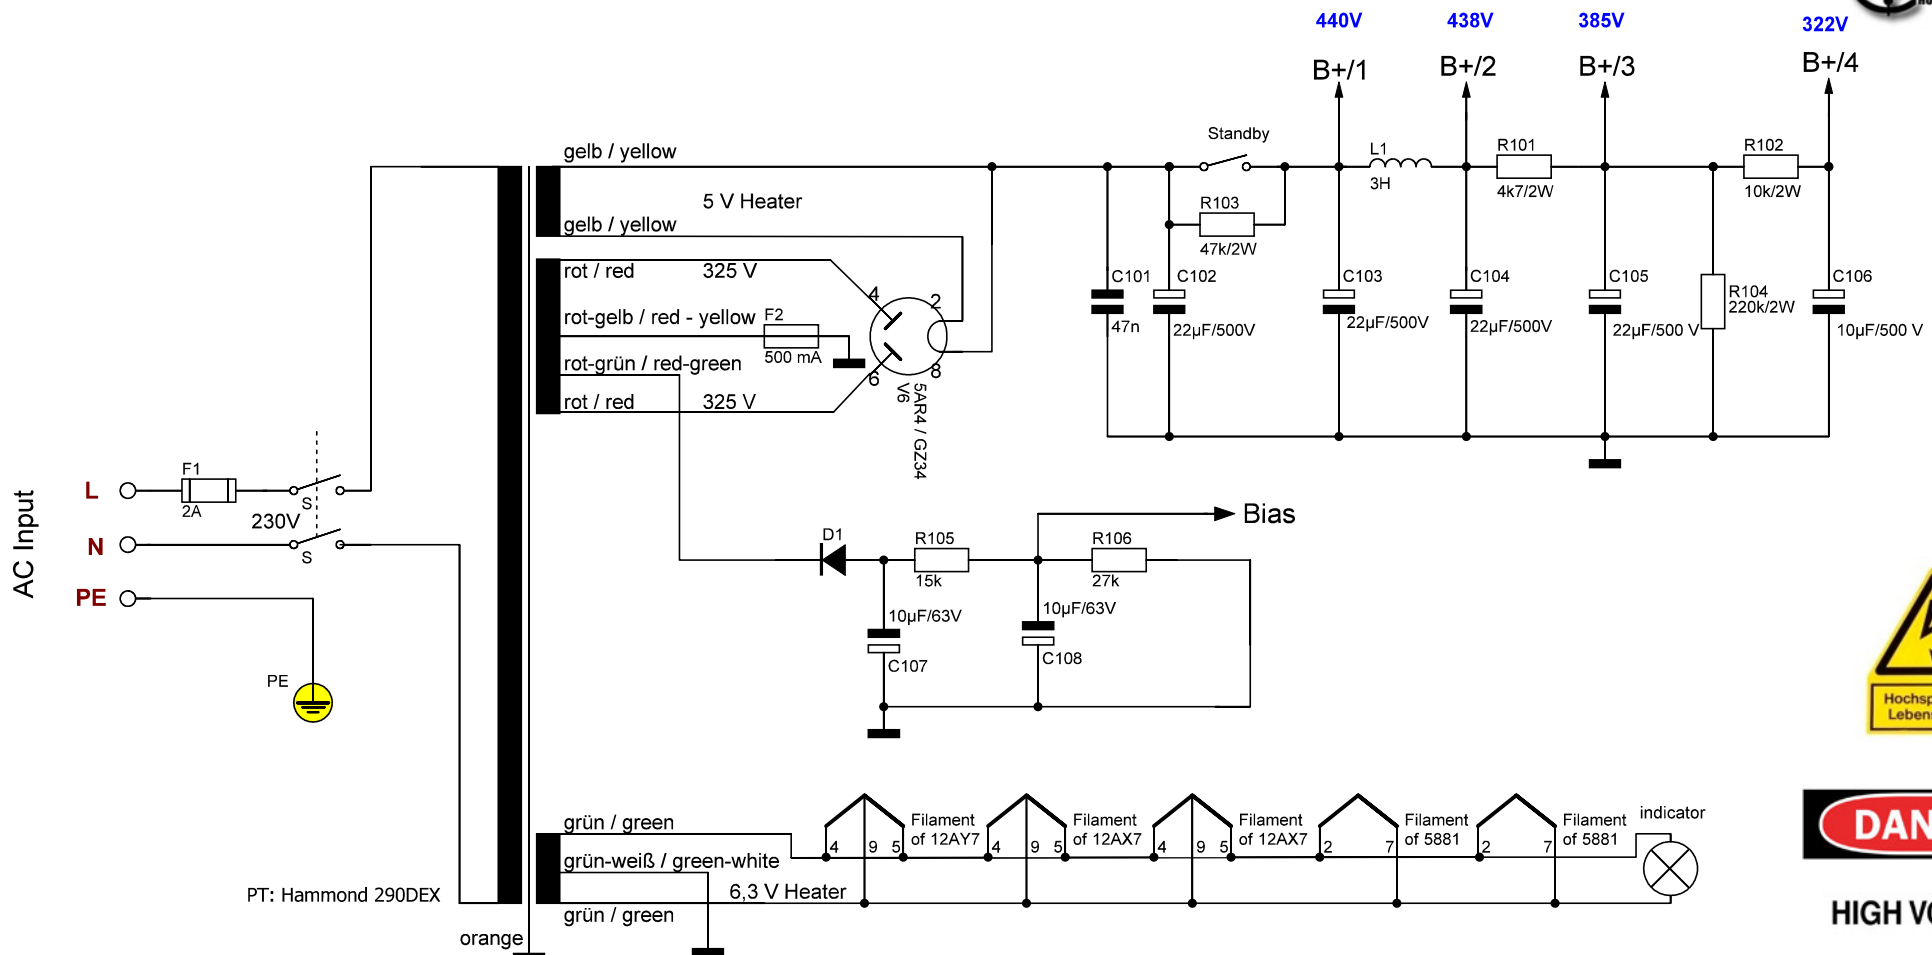 440V
438V
385V
322V
B+/1
B+/2
B+/3
B+/4
Standby
gelb / yellow
L1
R101
R102
3H
4k7/2W
10k/2W
5 V Heater
R103
gelb / yellow
47k/2W
rot / red
325 V
C101
C102
C103
C104
C105
C106
4
2
R104
rot-gelb / red - yellow
F2
220k/2W
47n
22µF/500V
22µF/500V
22µF/500V
22µF/500 V
10µF/500 V
500 mA
rot-grün / red-green
6
8
rot / red
325 V
5AR4 / GZ34
V6
F1
L
2A
S
230V
AC Input
N
S
PE
PE
Bias
D1
R105
R106
15k
27k
10µF/63V
10µF/63V
C107
C108
Hochsp
Lebens
grün / green
Filament
of 12AY7
Filament
of 12AX7
Filament
of 12AX7
Filament
of 5881
Filament
of 5881
indicator
4
9
5
4
9
5
4
9
5
2
7
2
7
grün-weiß / green-white
6,3 V Heater
PT: Hammond 290DEX
grün / green
orange
DAN
HIGH VO